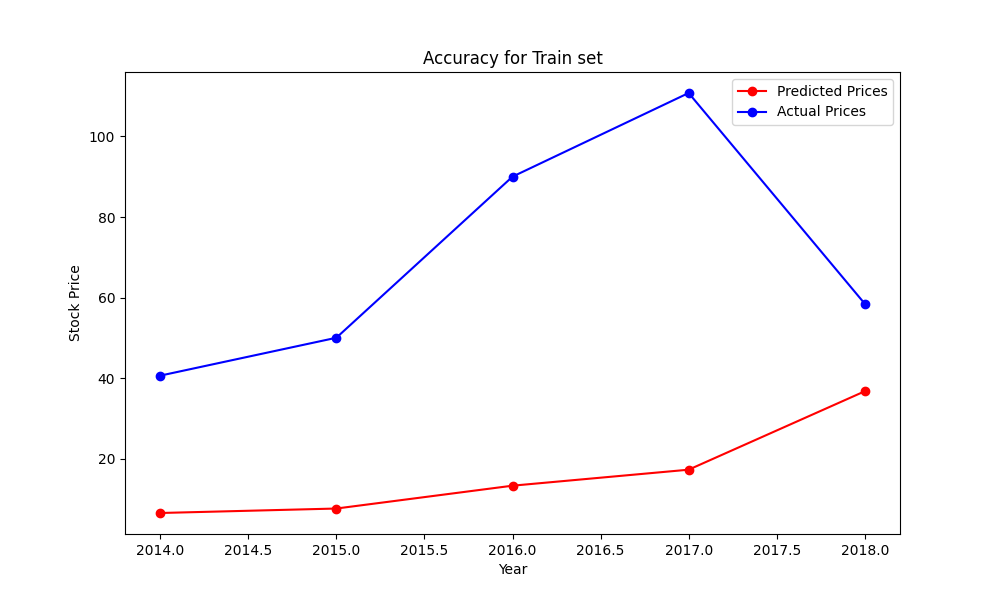 Accuracy for Train set
Predicted Prices
Actual Prices
100
80
60
40
20
Stock Price
2014.0 2014.5 2015.0 2015.5 2016.0 2016.5 2017.0 2017.5 2018.0
Year